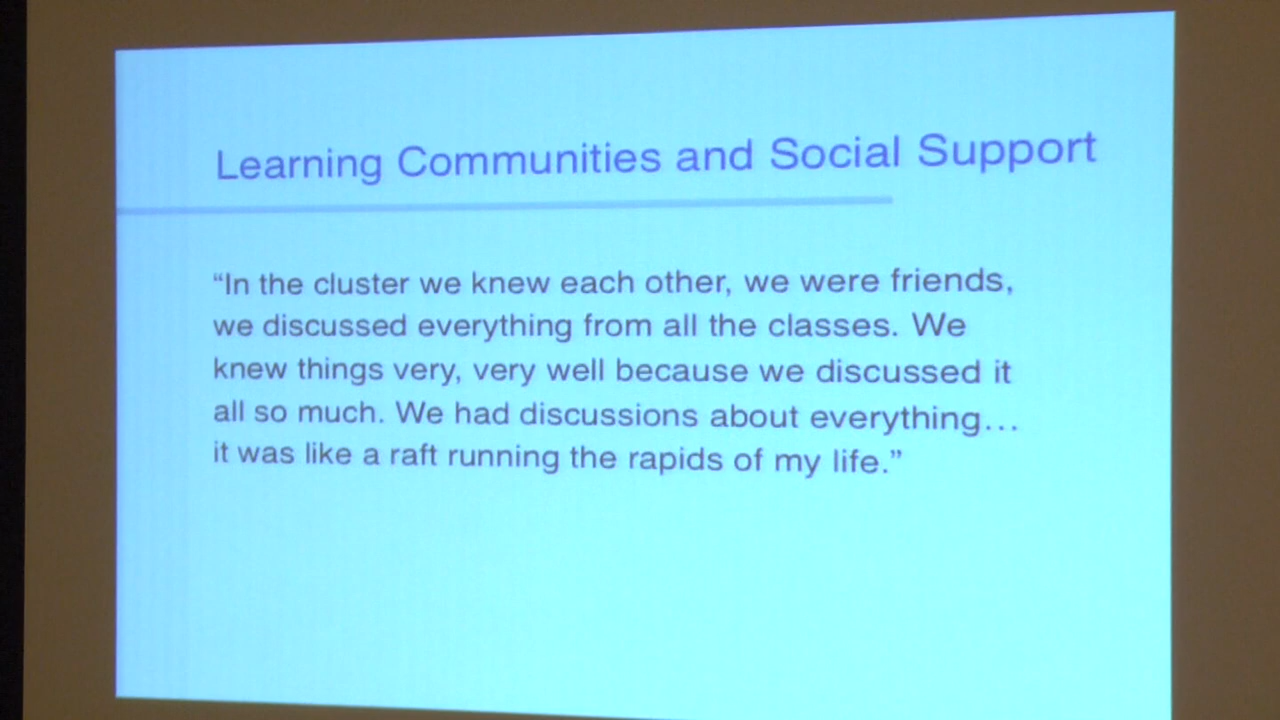 Learning Communities and Social Support
“In the cluster we knew each other, we were friends,
we discussed everything from all the classes. We
knew things very, very well because we discussed it
all so much. We had discussions about everything...
it was like a raft running the rapids of my life.”